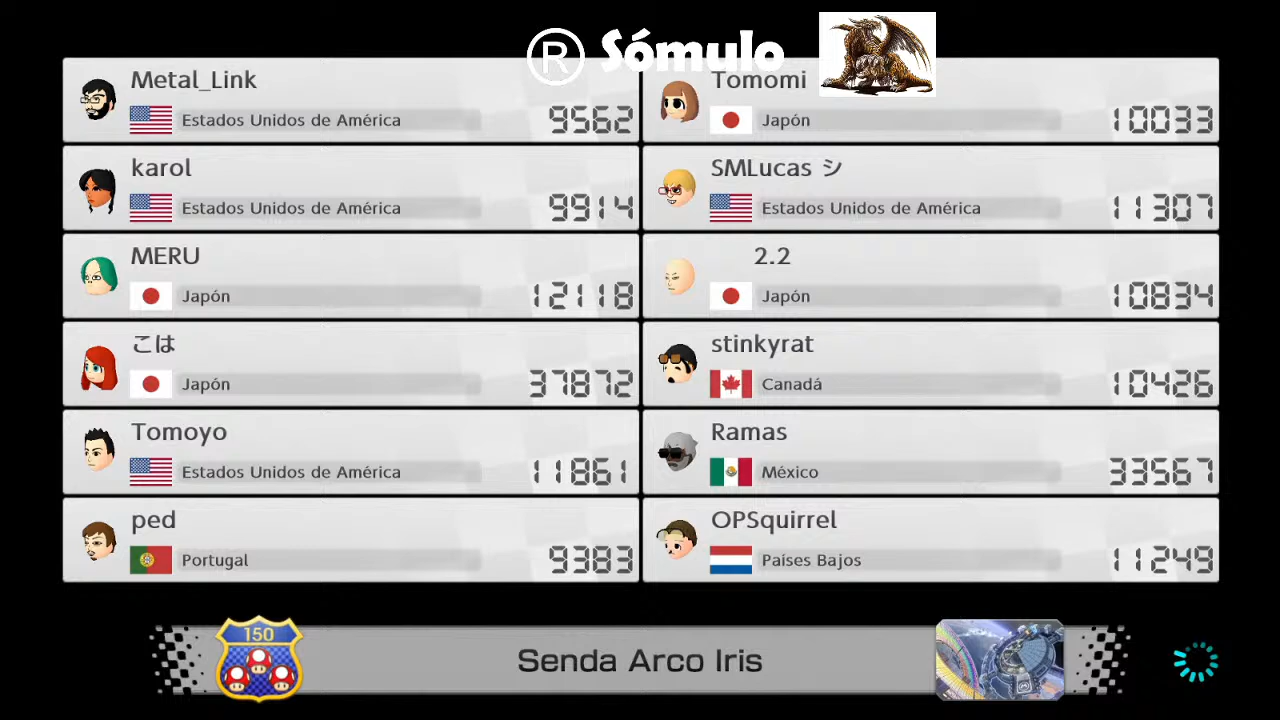 ® Sómulo
Metal_Link
Estados Unidos de América 9562
Tomomi
Japón 10033
karol
Estados Unidos de América 9914
SMLucas シ
Estados Unidos de América 11307
MERU
Japón 12118
2.2
Japón 10834
こは
Japón 37872
stinkyrat
Canadá 10426
Tomoyo
Estados Unidos de América 11861
Ramas
México 33567
ped
Portugal 9383
OPSquirrel
Países Bajos 11249
150
Senda Arco Iris